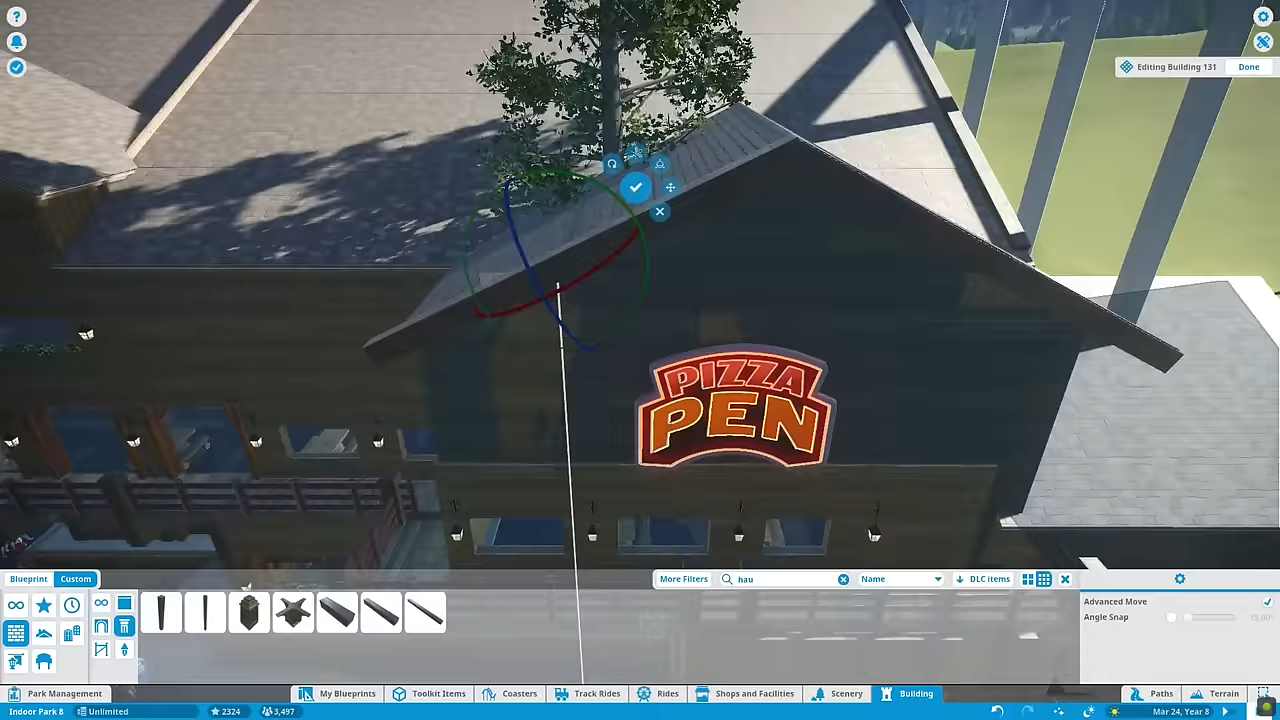 ?
Editing Building 131
Done
PIZZA
PEN
Blueprint
Custom
More Filters
hau
Name
DLC items
Advanced Move
Angle Snap
Park Management
My Blueprints
Toolkit Items
Coasters
Track Rides
Rides
Shops and Facilities
Scenery
Building
Paths
Terrain
Indoor Park 8
Unlimited
2324
3,497
Mar 24, Year 8